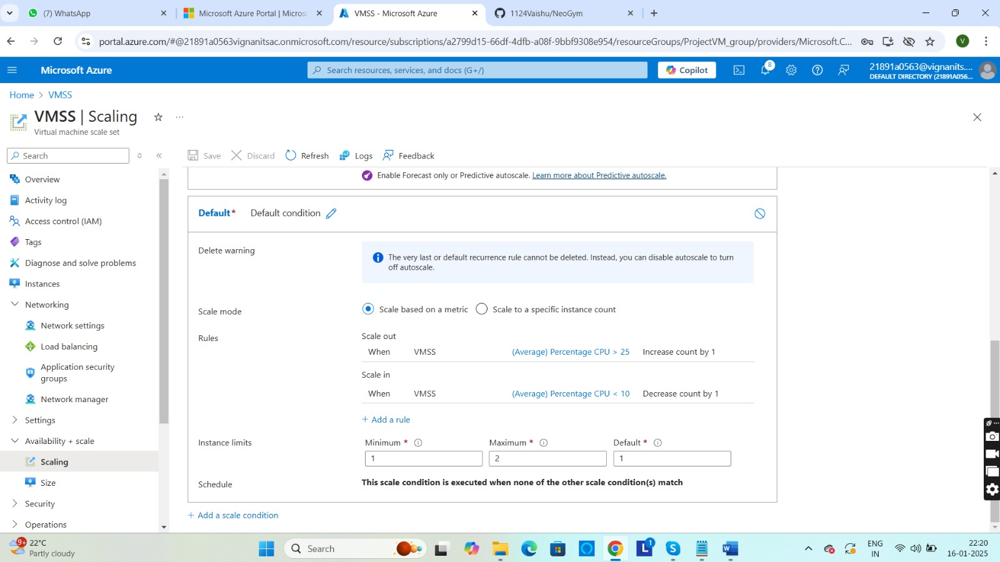 (7) WhatsApp
Microsoft Azure Portal | Microsc
VMSS - Microsoft Azure
1124Vaishu/NeoGym
portal.azure.com/#@21891a0563vignanitsac.onmicrosoft.com/resource/subscriptions/a2799d15-66df-4dfb-a08f-9bbf9308e954/resourceGroups/ProjectVM_group/providers/Microsoft.C...
V
Microsoft Azure
Search resources, services, and docs (G+/)
Copilot
8
21891a0563@vignanits....
DEFAULT DIRECTORY (21891A056...
Home > VMSS
VMSS | Scaling
Virtual machine scale set
Search
Save
Discard
Refresh
Logs
Feedback
Overview
Activity log
Access control (IAM)
Tags
Diagnose and solve problems
Instances
Networking
Network settings
Load balancing
Application security
groups
Network manager
Settings
Availability + scale
Scaling
Size
Security
Operations
Enable Forecast only or Predictive autoscale. Learn more about Predictive autoscale.
Default* Default condition
Delete warning
The very last or default recurrence rule cannot be deleted. Instead, you can disable autoscale to turn
off autoscale.
Scale mode
Scale based on a metric
Scale to a specific instance count
Rules
Scale out
When VMSS (Average) Percentage CPU > 25 Increase count by 1
Scale in
When VMSS (Average) Percentage CPU < 10 Decrease count by 1
+ Add a rule
Instance limits
Minimum * Maximum * Default *
1 2 1
Schedule
This scale condition is executed when none of the other scale condition(s) match
+ Add a scale condition
9+
22°C
Partly cloudy
Search
L
1
S
W
ENG
IN
22:20
16-01-2025